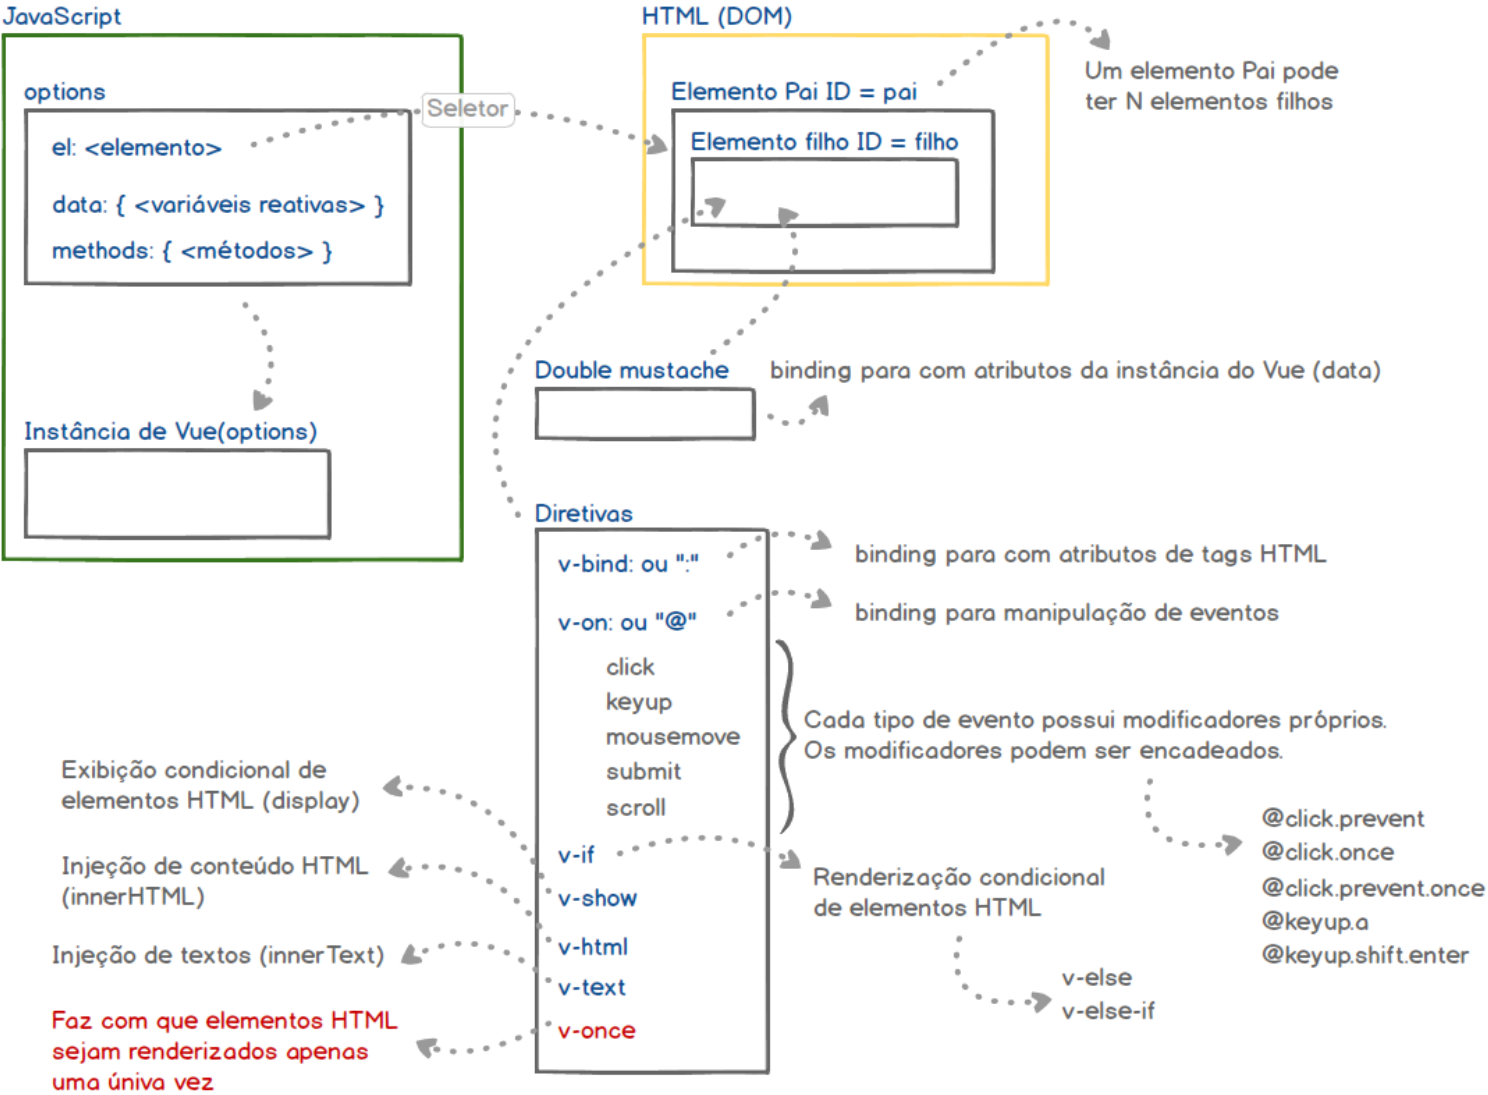 JavaScript
options
el: <elemento>
data: { <variáveis reativas> }
methods: { <métodos> }
Seletor
Instância de Vue(options)
HTML (DOM)
Elemento Pai ID = pai
Elemento filho ID = filho
Um elemento Pai pode
ter N elementos filhos
Double mustache
binding para com atributos da instância do Vue (data)
Diretivas
v-bind: ou ":"
binding para com atributos de tags HTML
v-on: ou "@"
binding para manipulação de eventos
click
keyup
mousemove
submit
scroll
Cada tipo de evento possui modificadores próprios.
Os modificadores podem ser encadeados.
@click.prevent
@click.once
@click.prevent.once
@keyup.a
@keyup.shift.enter
v-if
Renderização condicional
de elementos HTML
v-else
v-else-if
v-show
Exibição condicional de
elementos HTML (display)
v-html
Injeção de conteúdo HTML
(innerHTML)
v-text
Injeção de textos (innerText)
v-once
Faz com que elementos HTML
sejam renderizados apenas
uma úniva vez